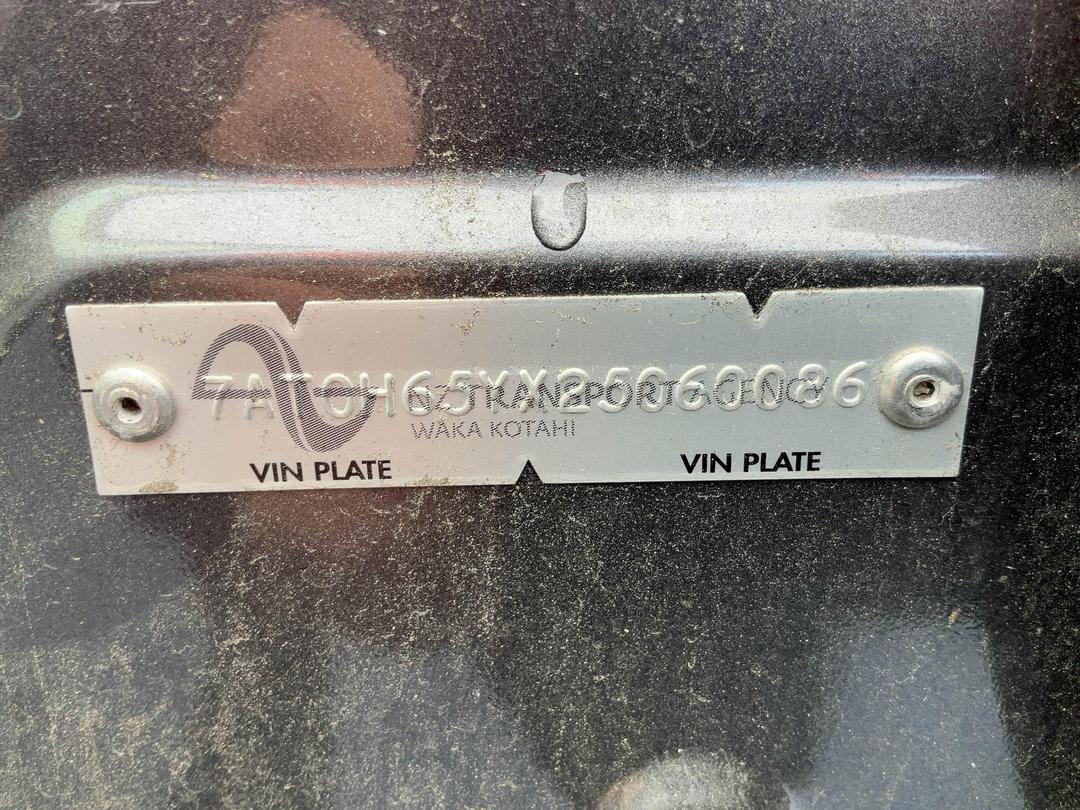 7AT0H65YX25060086
NZ TRANSPORT AGENCY
WAKA KOTAHI
VIN PLATE VIN PLATE